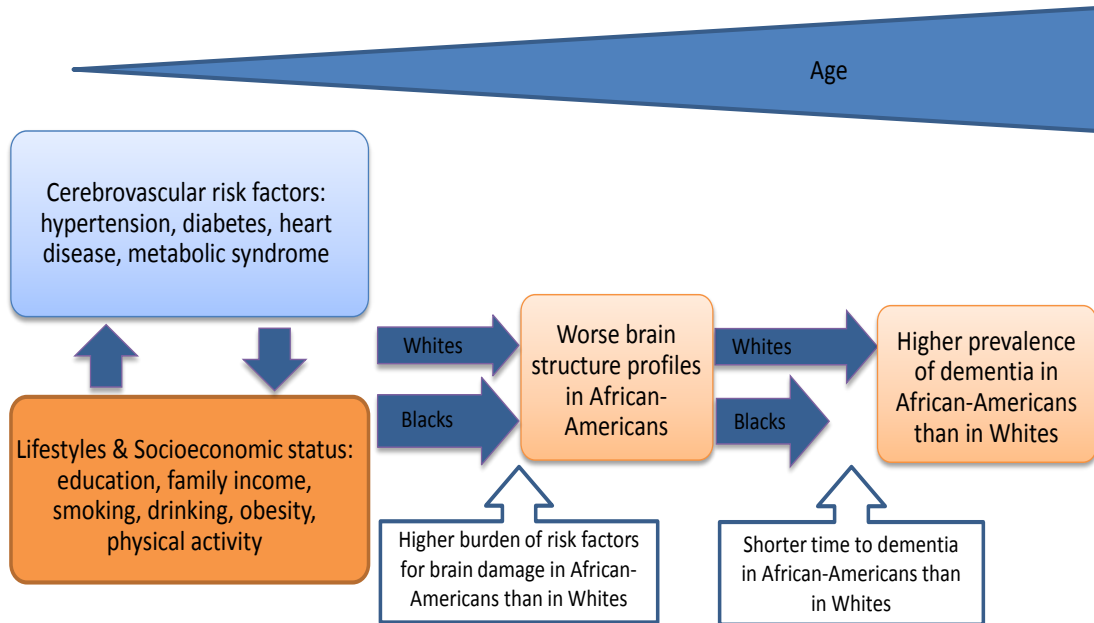 Age
Cerebrovascular risk factors:
hypertension, diabetes, heart
disease, metabolic syndrome
Lifestyles & Socioeconomic status:
education, family income,
smoking, drinking, obesity,
physical activity
Whites
Blacks
Worse brain
structure profiles
in African-
Americans
Whites
Blacks
Higher prevalence
of dementia in
African-Americans
than in Whites
Higher burden of risk factors
for brain damage in African-
Americans than in Whites
Shorter time to dementia
in African-Americans than
in Whites